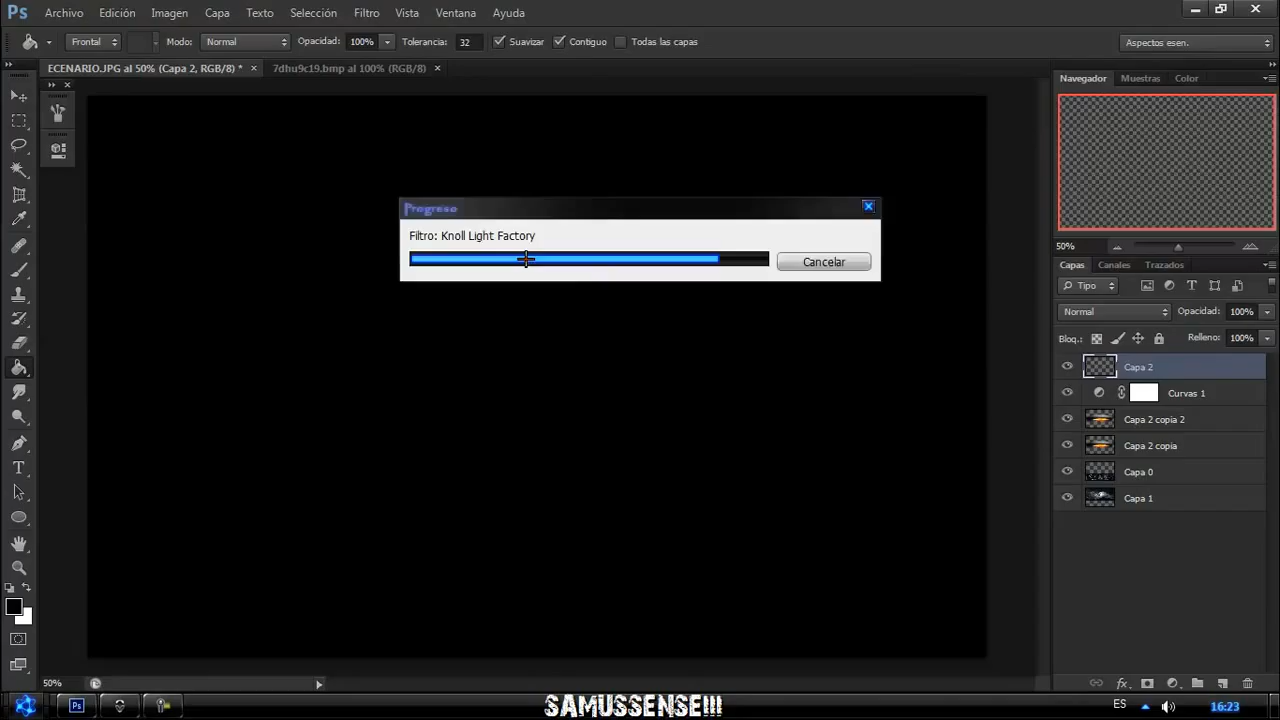 Ps Archivo Edición Imagen Capa Texto Selección Filtro Vista Ventana Ayuda
Frontal Modo: Normal Opacidad: 100% Tolerancia: 32 Suavizar Contiguo Todas las capas Aspectos esen.
ECENARIO.JPG al 50% (Capa 2, RGB/8) * × 7dhu9c19.bmp al 100% (RGB/8) ×
Navegador Muestras Color
Progreso
Filtro: Knoll Light Factory
Cancelar
50%
Capas Canales Trazados
Tipo
Normal Opacidad: 100%
Bloq.: Relleno: 100%
Capa 2
Curvas 1
Capa 2 copia 2
Capa 2 copia
Capa 0
Capa 1
T
50%
fx
Ps SAMUSSENSE!!! ES 16:23